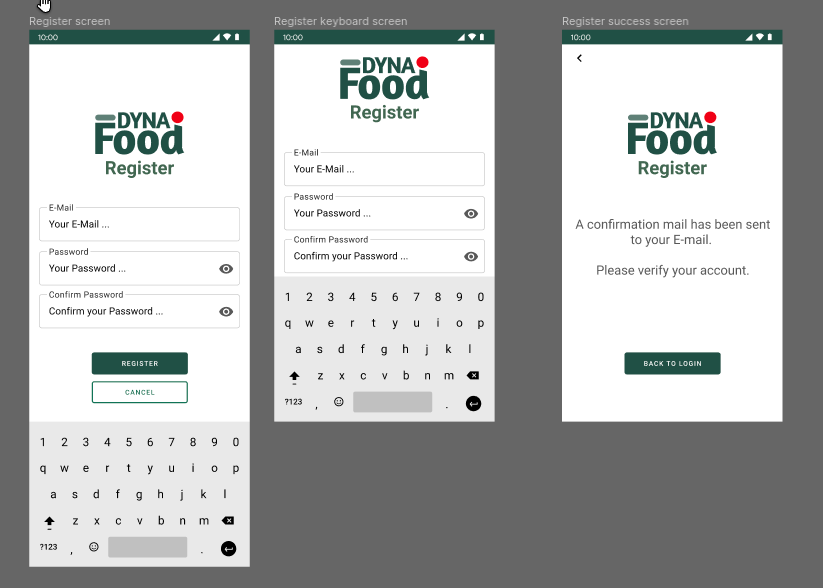 Register screen
10:00
DYNA
Food
Register
E-Mail
Your E-Mail ...
Password
Your Password ...
Confirm Password
Confirm your Password ...
REGISTER
CANCEL
1 2 3 4 5 6 7 8 9 0
q w e r t y u i o p
a s d f g h j k l
z x c v b n m
?123 , .
Register keyboard screen
10:00
DYNA
Food
Register
E-Mail
Your E-Mail ...
Password
Your Password ...
Confirm Password
Confirm your Password ...
1 2 3 4 5 6 7 8 9 0
q w e r t y u i o p
a s d f g h j k l
z x c v b n m
?123 , .
Register success screen
10:00
DYNA
Food
Register
A confirmation mail has been sent
to your E-mail.
Please verify your account.
BACK TO LOGIN